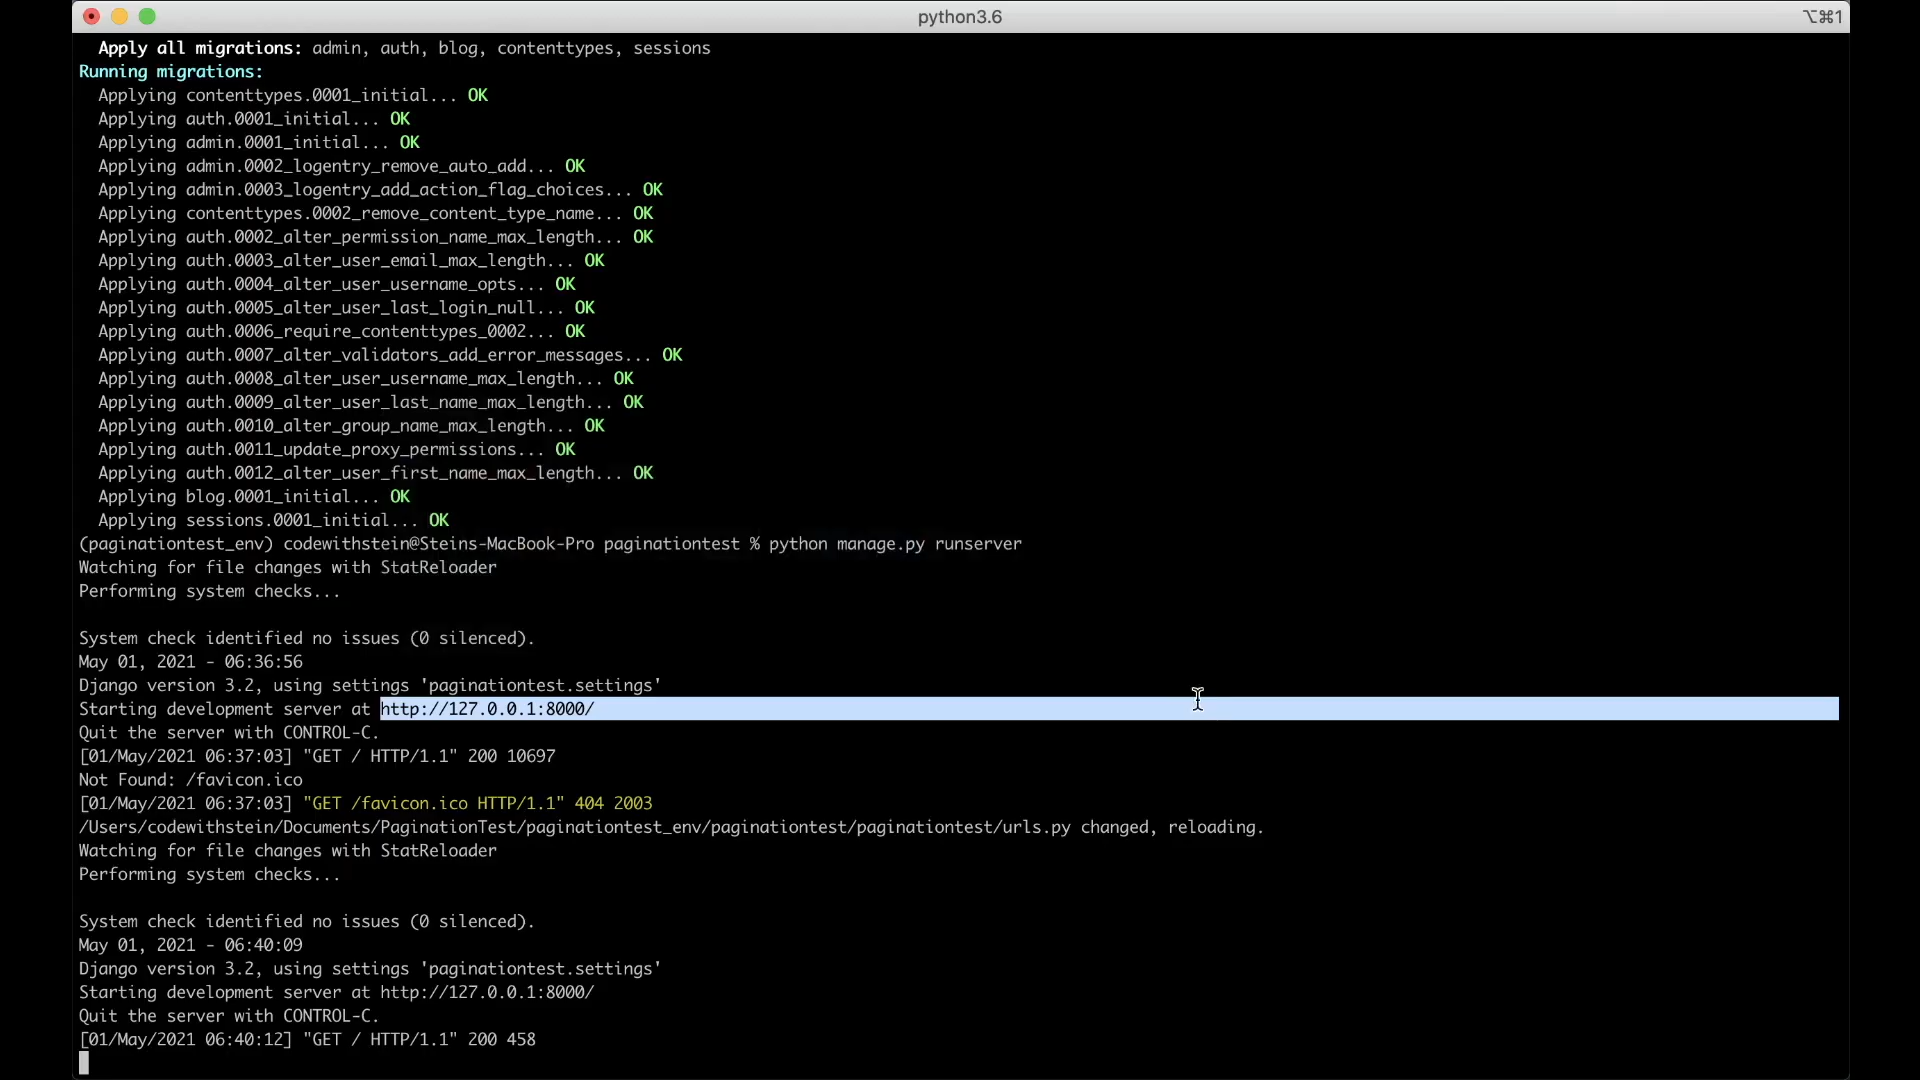 python3.6
⌥⌘1
Apply all migrations: admin, auth, blog, contenttypes, sessions
Running migrations:
Applying contenttypes.0001_initial... OK
Applying auth.0001_initial... OK
Applying admin.0001_initial... OK
Applying admin.0002_logentry_remove_auto_add... OK
Applying admin.0003_logentry_add_action_flag_choices... OK
Applying contenttypes.0002_remove_content_type_name... OK
Applying auth.0002_alter_permission_name_max_length... OK
Applying auth.0003_alter_user_email_max_length... OK
Applying auth.0004_alter_user_username_opts... OK
Applying auth.0005_alter_user_last_login_null... OK
Applying auth.0006_require_contenttypes_0002... OK
Applying auth.0007_alter_validators_add_error_messages... OK
Applying auth.0008_alter_user_username_max_length... OK
Applying auth.0009_alter_user_last_name_max_length... OK
Applying auth.0010_alter_group_name_max_length... OK
Applying auth.0011_update_proxy_permissions... OK
Applying auth.0012_alter_user_first_name_max_length... OK
Applying blog.0001_initial... OK
Applying sessions.0001_initial... OK
(paginationtest_env) codewithstein@Steins-MacBook-Pro paginationtest % python manage.py runserver
Watching for file changes with StatReloader
Performing system checks...
System check identified no issues (0 silenced).
May 01, 2021 - 06:36:56
Django version 3.2, using settings 'paginationtest.settings'
Starting development server at http://127.0.0.1:8000/
Quit the server with CONTROL-C.
[01/May/2021 06:37:03] "GET / HTTP/1.1" 200 10697
Not Found: /favicon.ico
[01/May/2021 06:37:03] "GET /favicon.ico HTTP/1.1" 404 2003
/Users/codewithstein/Documents/PaginationTest/paginationtest_env/paginationtest/paginationtest/urls.py changed, reloading.
Watching for file changes with StatReloader
Performing system checks...
System check identified no issues (0 silenced).
May 01, 2021 - 06:40:09
Django version 3.2, using settings 'paginationtest.settings'
Starting development server at http://127.0.0.1:8000/
Quit the server with CONTROL-C.
[01/May/2021 06:40:12] "GET / HTTP/1.1" 200 458